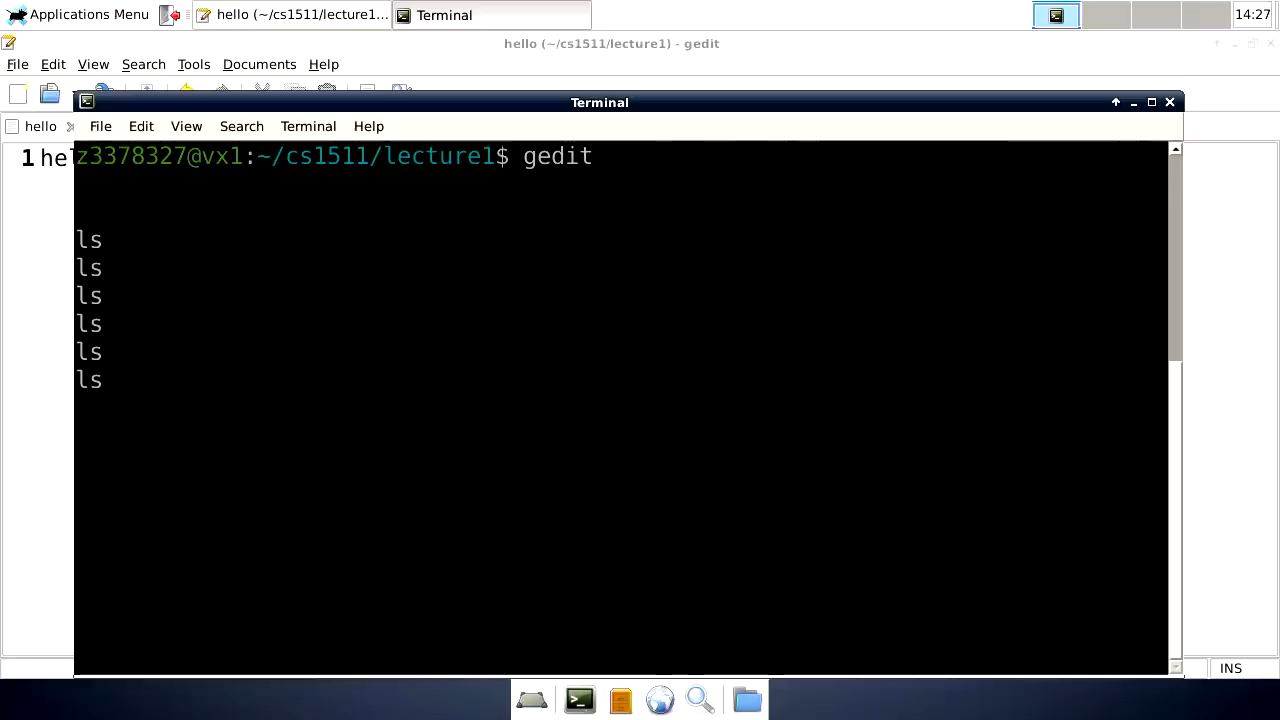 Applications Menu hello (~/cs1511/lecture1... Terminal 14:27
hello (~/cs1511/lecture1) - gedit
File Edit View Search Tools Documents Help
Terminal
hello File Edit View Search Terminal Help
1 hel
z3378327@vx1:~/cs1511/lecture1$ gedit
ls
ls
ls
ls
ls
ls
INS